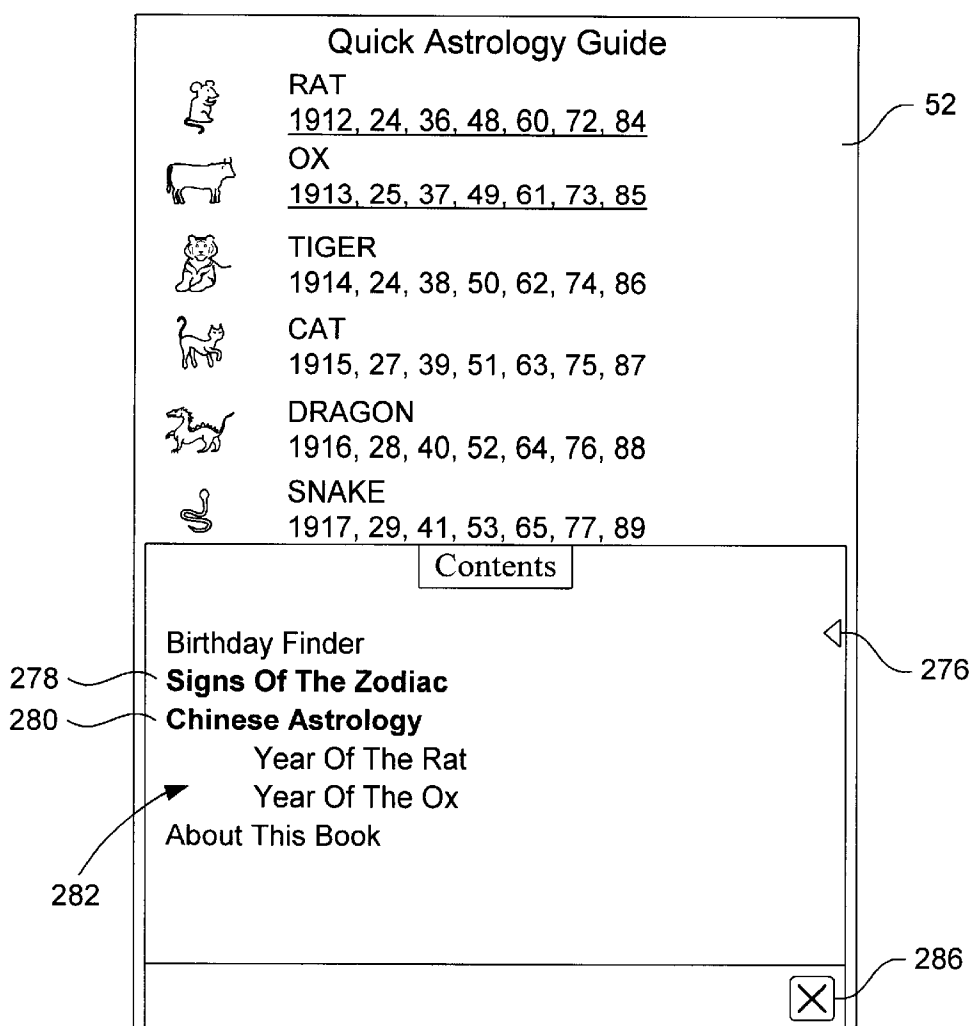 Quick Astrology Guide
RAT
1912, 24, 36, 48, 60, 72, 84
52
OX
1913, 25, 37, 49, 61, 73, 85
TIGER
1914, 24, 38, 50, 62, 74, 86
CAT
1915, 27, 39, 51, 63, 75, 87
DRAGON
1916, 28, 40, 52, 64, 76, 88
SNAKE
1917, 29, 41, 53, 65, 77, 89
Contents
Birthday Finder
276
278
Signs Of The Zodiac
280
Chinese Astrology
Year Of The Rat
Year Of The Ox
About This Book
282
286